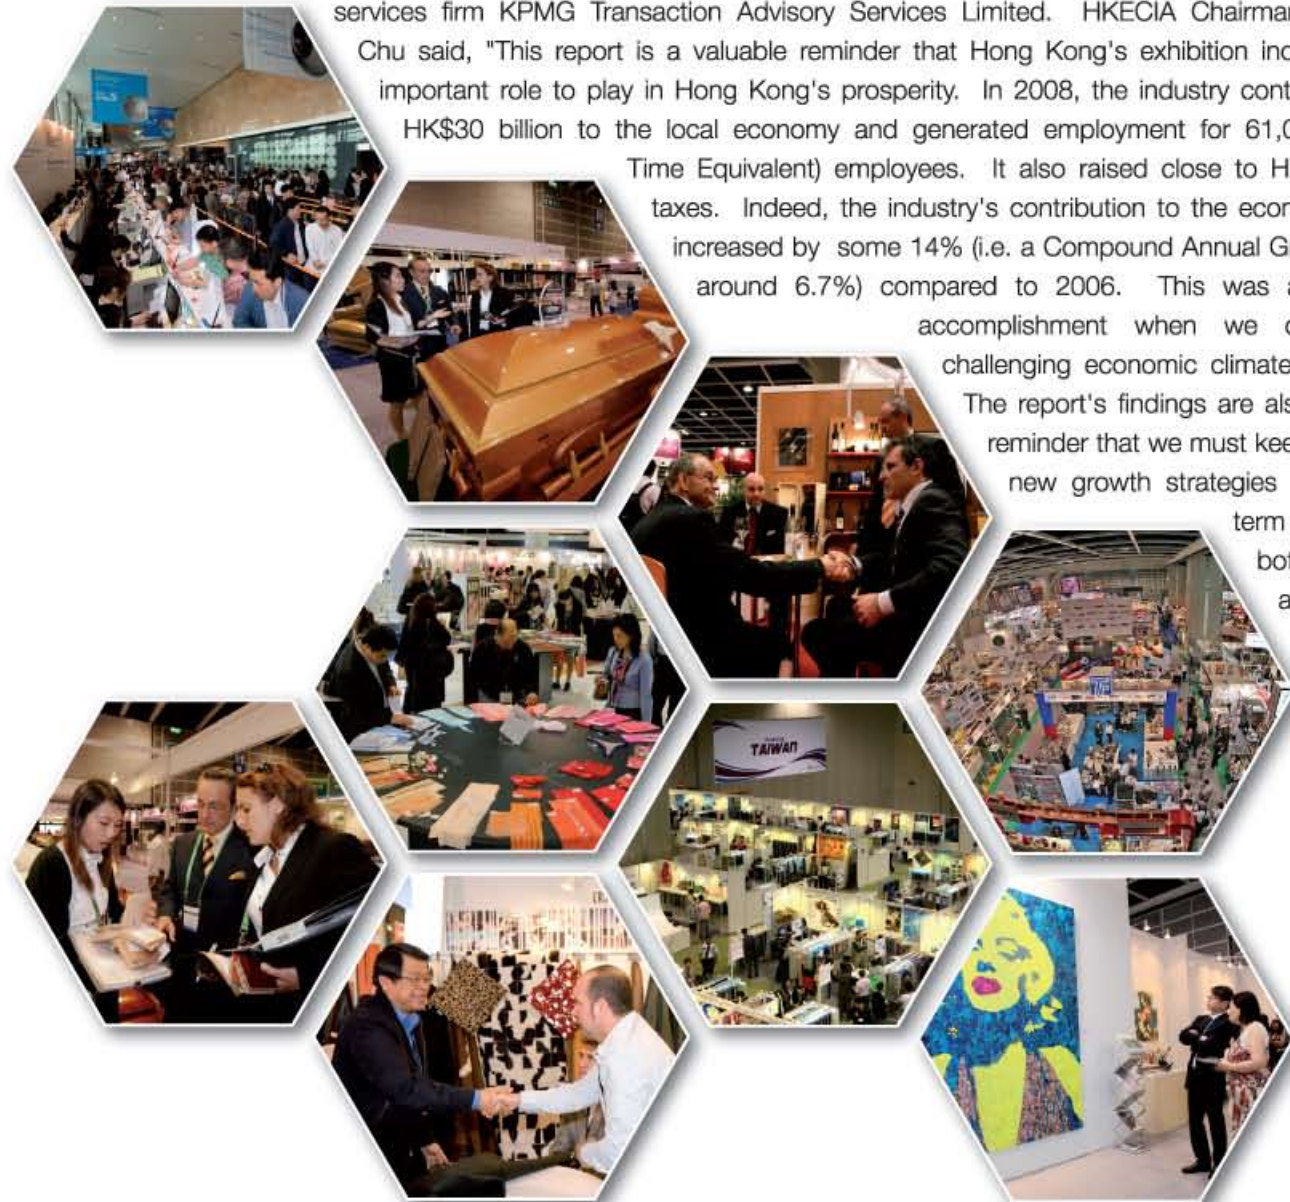 services firm KPMG Transaction Advisory Services Limited. HKECIA Chairman
Chu said, "This report is a valuable reminder that Hong Kong's exhibition
important role to play in Hong Kong's prosperity. In 2008, the industry
HK$30 billion to the local economy and generated employment for
Time Equivalent) employees. It also raised close to
taxes. Indeed, the industry's contribution to the
increased by some 14% (i.e. a Compound Annual
around 6.7%) compared to 2006. This was
accomplishment when we
challenging economic climate
The report's findings are
reminder that we must
new growth strategies
term
TAIWAN